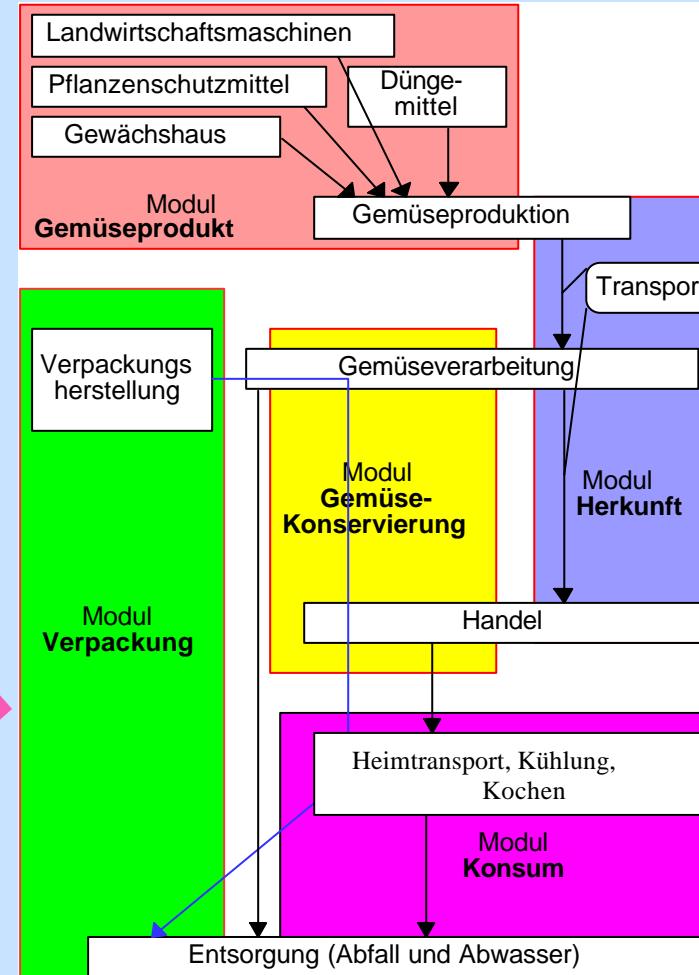 Landwirtschaftsmaschinen
Pflanzenschutzmittel
Dünge-
mittel
Gewächshaus
Modul
Gemüseprodukt
Gemüseproduktion
Transpor
Verpackungs
herstellung
Gemüseverarbeitung
Modul
Gemüse-
Konservierung
Modul
Herkunft
Modul
Verpackung
Handel
Heimtransport, Kühlung,
Kochen
Modul
Konsum
Entsorgung (Abfall und Abwasser)